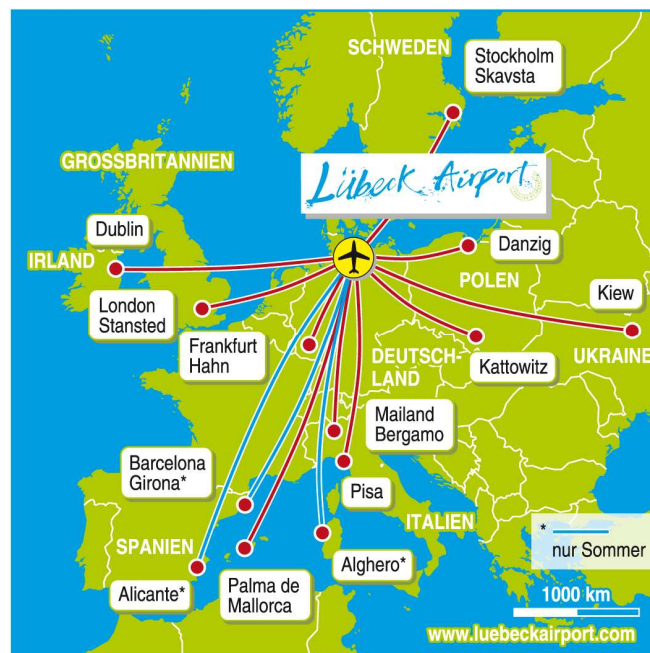 SCHWEDEN
Stockholm
Skavsta
GROSSBRITANNIEN
Lübeck Airport
Dublin
IRLAND
Danzig
POLEN
London
Stansted
Kiew
Frankfurt
Hahn
DEUTSCH-
LAND
Kattowitz
UKRAINE
Mailand
Bergamo
Barcelona
Girona*
Pisa
ITALIEN
SPANIEN
Alicante*
Palma de
Mallorca
Alghero*
*
nur Sommer
1000 km
www.luebeckairport.com